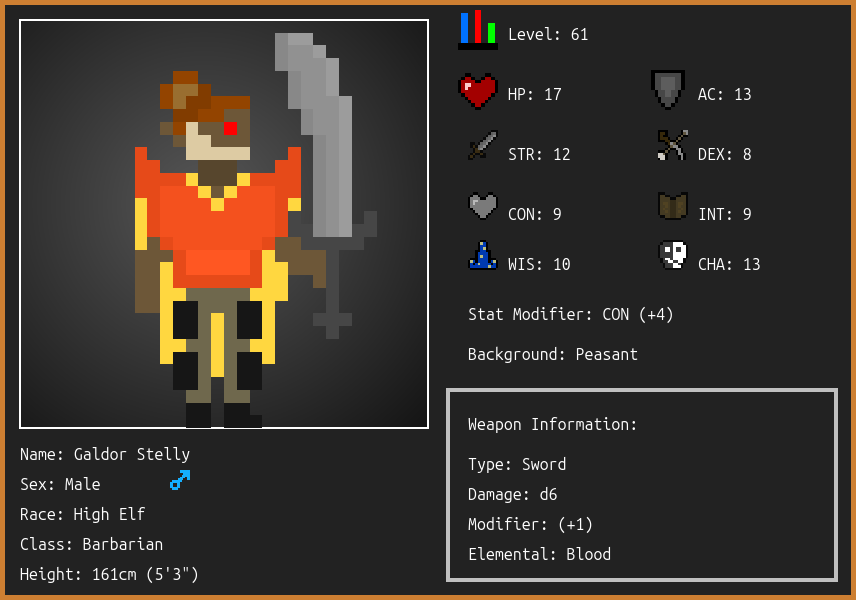 Level: 61
HP: 17 AC: 13
STR: 12 DEX: 8
CON: 9 INT: 9
WIS: 10 CHA: 13
Stat Modifier: CON (+4)
Background: Peasant
Weapon Information:
Type: Sword
Damage: d6
Modifier: (+1)
Elemental: Blood
Name: Galdor Stelly
Sex: Male
Race: High Elf
Class: Barbarian
Height: 161cm (5'3")